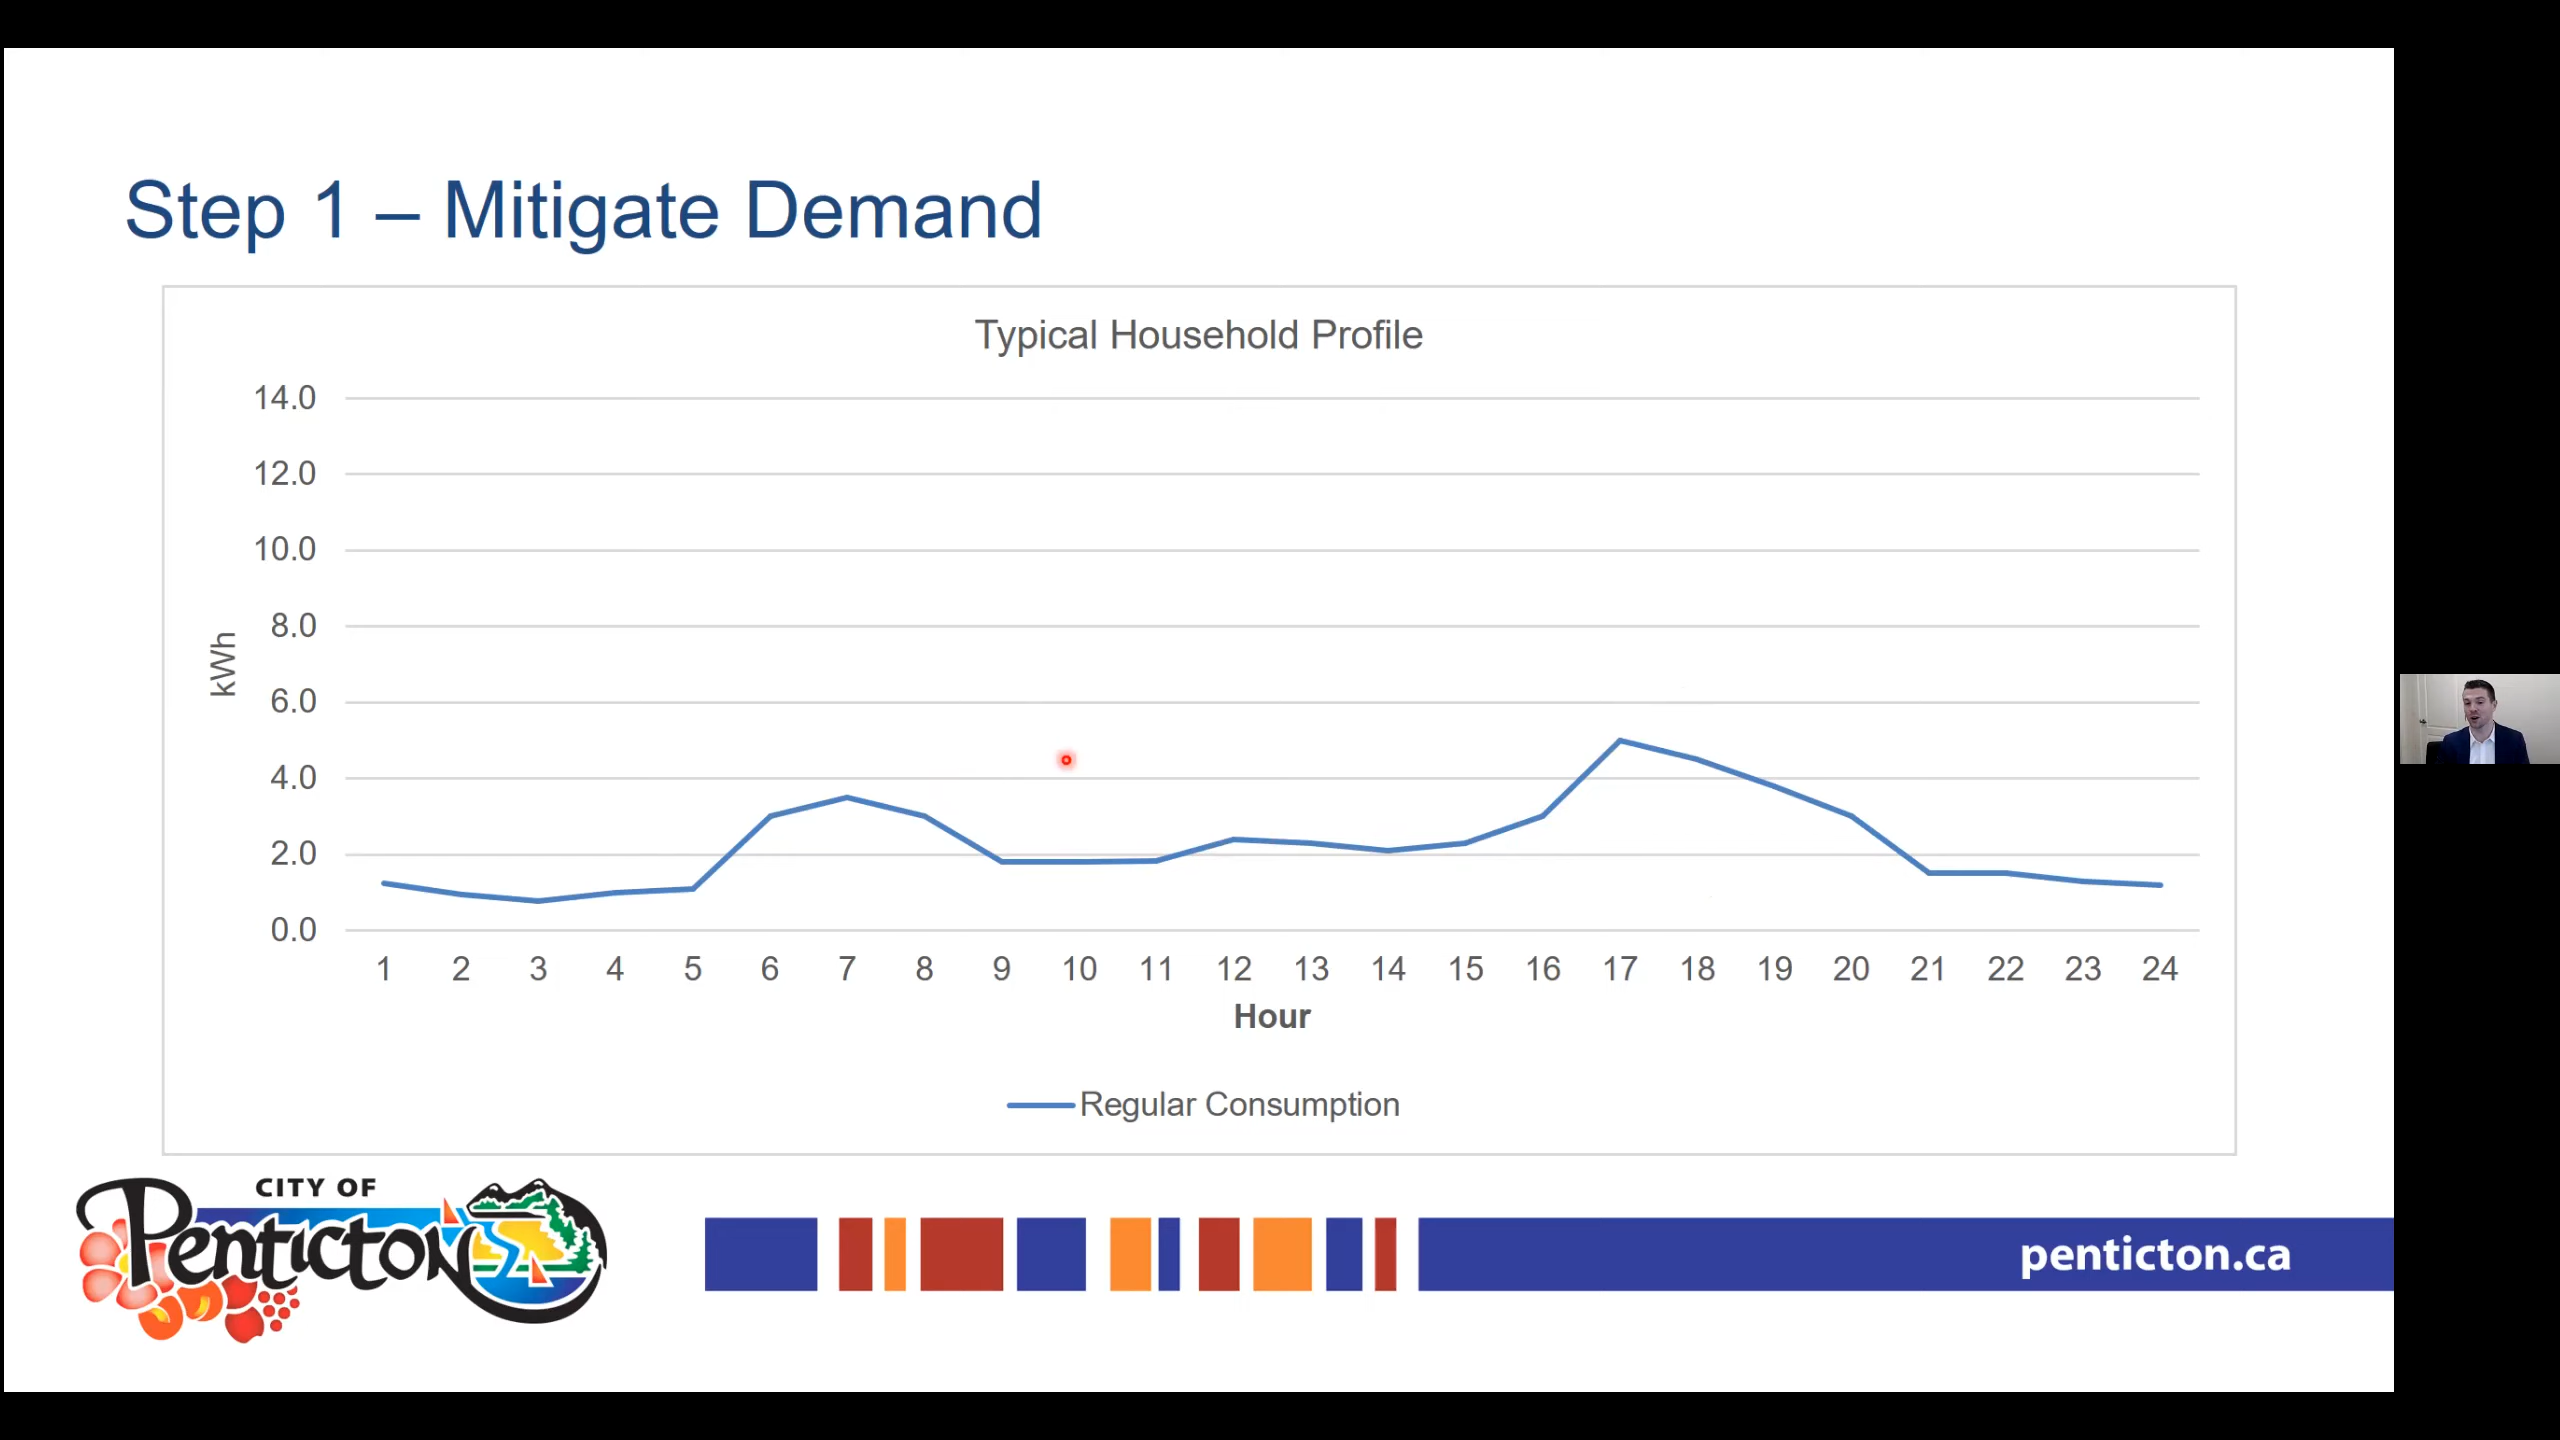 Step 1 – Mitigate Demand
Typical Household Profile
14.0
12.0
10.0
8.0
6.0
4.0
2.0
0.0
kWh
1 2 3 4 5 6 7 8 9 10 11 12 13 14 15 16 17 18 19 20 21 22 23 24
Hour
Regular Consumption
CITY OF
Penticton
penticton.ca